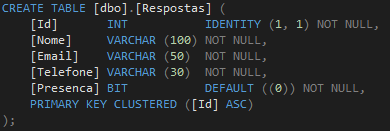 CREATE TABLE [dbo].[Respostas] (
[Id] INT IDENTITY (1, 1) NOT NULL,
[Nome] VARCHAR (100) NOT NULL,
[Email] VARCHAR (50) NOT NULL,
[Telefone] VARCHAR (30) NOT NULL,
[Presenca] BIT DEFAULT ((0)) NOT NULL,
PRIMARY KEY CLUSTERED ([Id] ASC)
);